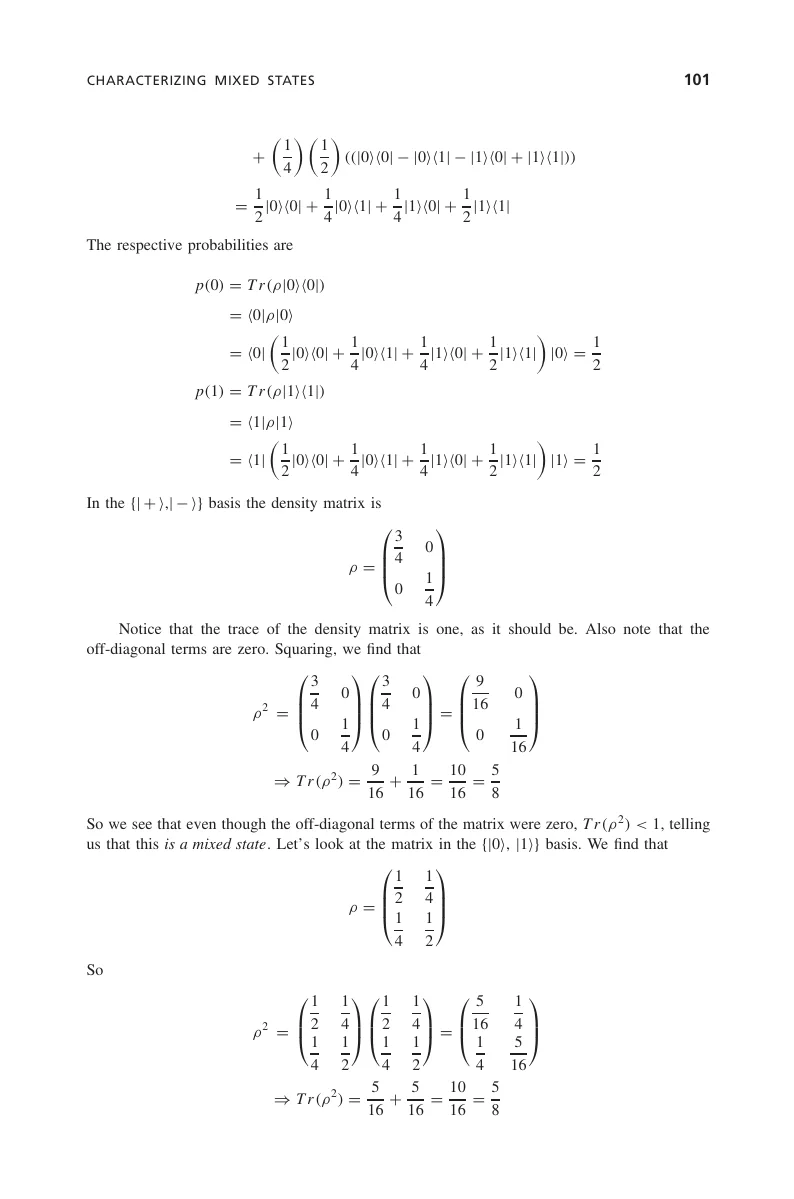 CHARACTERIZING MIXED STATES 101
+ (1/4) (1/2) ((|0⟩⟨0| − |0⟩⟨1| − |1⟩⟨0| + |1⟩⟨1|))
= 1/2|0⟩⟨0| + 1/4|0⟩⟨1| + 1/4|1⟩⟨0| + 1/2|1⟩⟨1|
The respective probabilities are
p(0) = Tr(ρ|0⟩⟨0|)
= ⟨0|ρ|0⟩
= ⟨0| (1/2|0⟩⟨0| + 1/4|0⟩⟨1| + 1/4|1⟩⟨0| + 1/2|1⟩⟨1|) |0⟩ = 1/2
p(1) = Tr(ρ|1⟩⟨1|)
= ⟨1|ρ|1⟩
= ⟨1| (1/2|0⟩⟨0| + 1/4|0⟩⟨1| + 1/4|1⟩⟨0| + 1/2|1⟩⟨1|) |1⟩ = 1/2
In the {| + ⟩,| − ⟩} basis the density matrix is
ρ = (3/4 0; 0 1/4)
Notice that the trace of the density matrix is one, as it should be. Also note that the
off-diagonal terms are zero. Squaring, we find that
ρ² = (3/4 0; 0 1/4) (3/4 0; 0 1/4) = (9/16 0; 0 1/16)
⇒ Tr(ρ²) = 9/16 + 1/16 = 10/16 = 5/8
So we see that even though the off-diagonal terms of the matrix were zero, Tr(ρ²) < 1, telling
us that this is a mixed state. Let’s look at the matrix in the {|0⟩, |1⟩} basis. We find that
ρ = (1/2 1/4; 1/4 1/2)
So
ρ² = (1/2 1/4; 1/4 1/2) (1/2 1/4; 1/4 1/2) = (5/16 1/4; 1/4 5/16)
⇒ Tr(ρ²) = 5/16 + 5/16 = 10/16 = 5/8